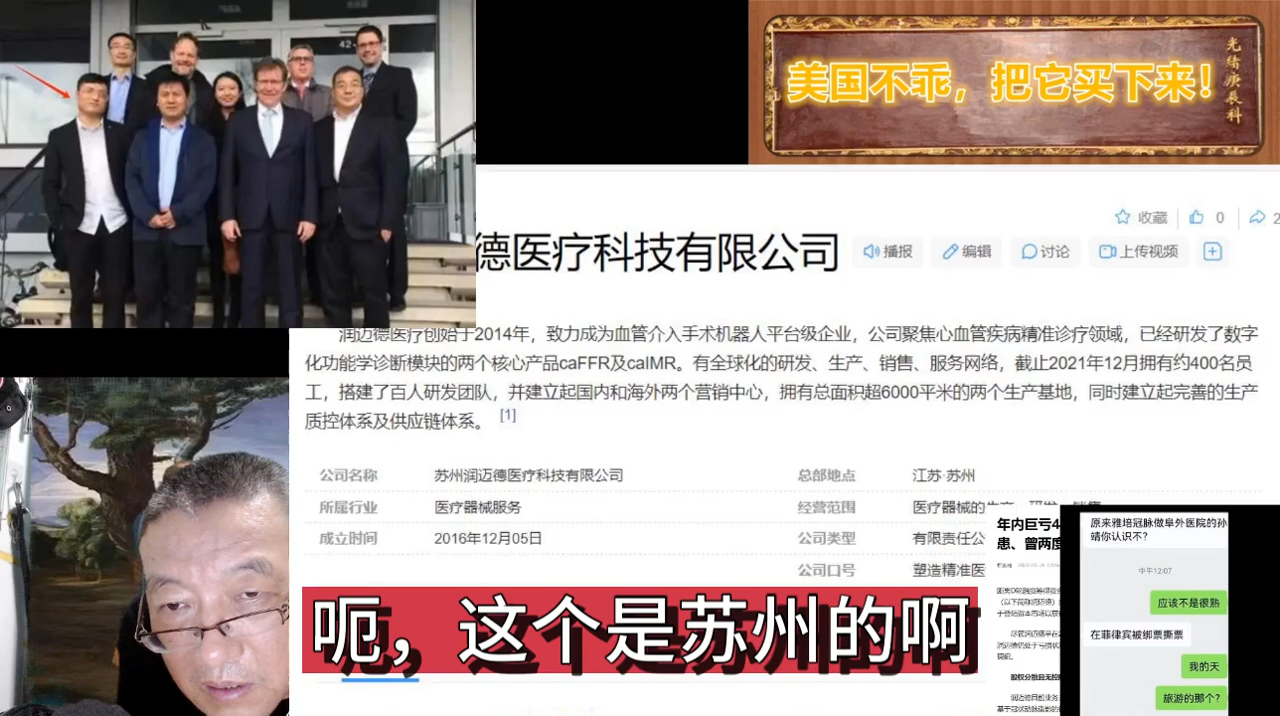 42
美国不乖，把它买下来！
光绪庚辰科
收藏
0
2
德医疗科技有限公司
播报
编辑
讨论
上传视频
润迈德医疗创始于2014年，致力成为血管介入手术机器人平台级企业，公司聚焦心血管疾病精准诊疗领域，已经研发了数字
化功能学诊断模块的两个核心产品caFFR及caIMR。有全球化的研发、生产、销售、服务网络，截止2021年12月拥有约400名员
工，搭建了百人研发团队，并建立起国内和海外两个营销中心，拥有总面积超6000平米的两个生产基地，同时建立起完善的生产
质控体系及供应链体系。 [1]
公司名称 苏州润迈德医疗科技有限公司 总部地点 江苏·苏州
所属行业 医疗器械服务 经营范围 医疗器械的生产、研发、销售
成立时间 2016年12月05日 公司类型 有限责任公
公司口号 塑造精准医
年内巨亏4
患、曾两度
原来雅培冠脉做阜外医院的孙
靖你认识不？
中午12:07
应该不是很熟
在菲律宾被绑票撕票
我的天
旅游的那个？
呃，这个是苏州的啊